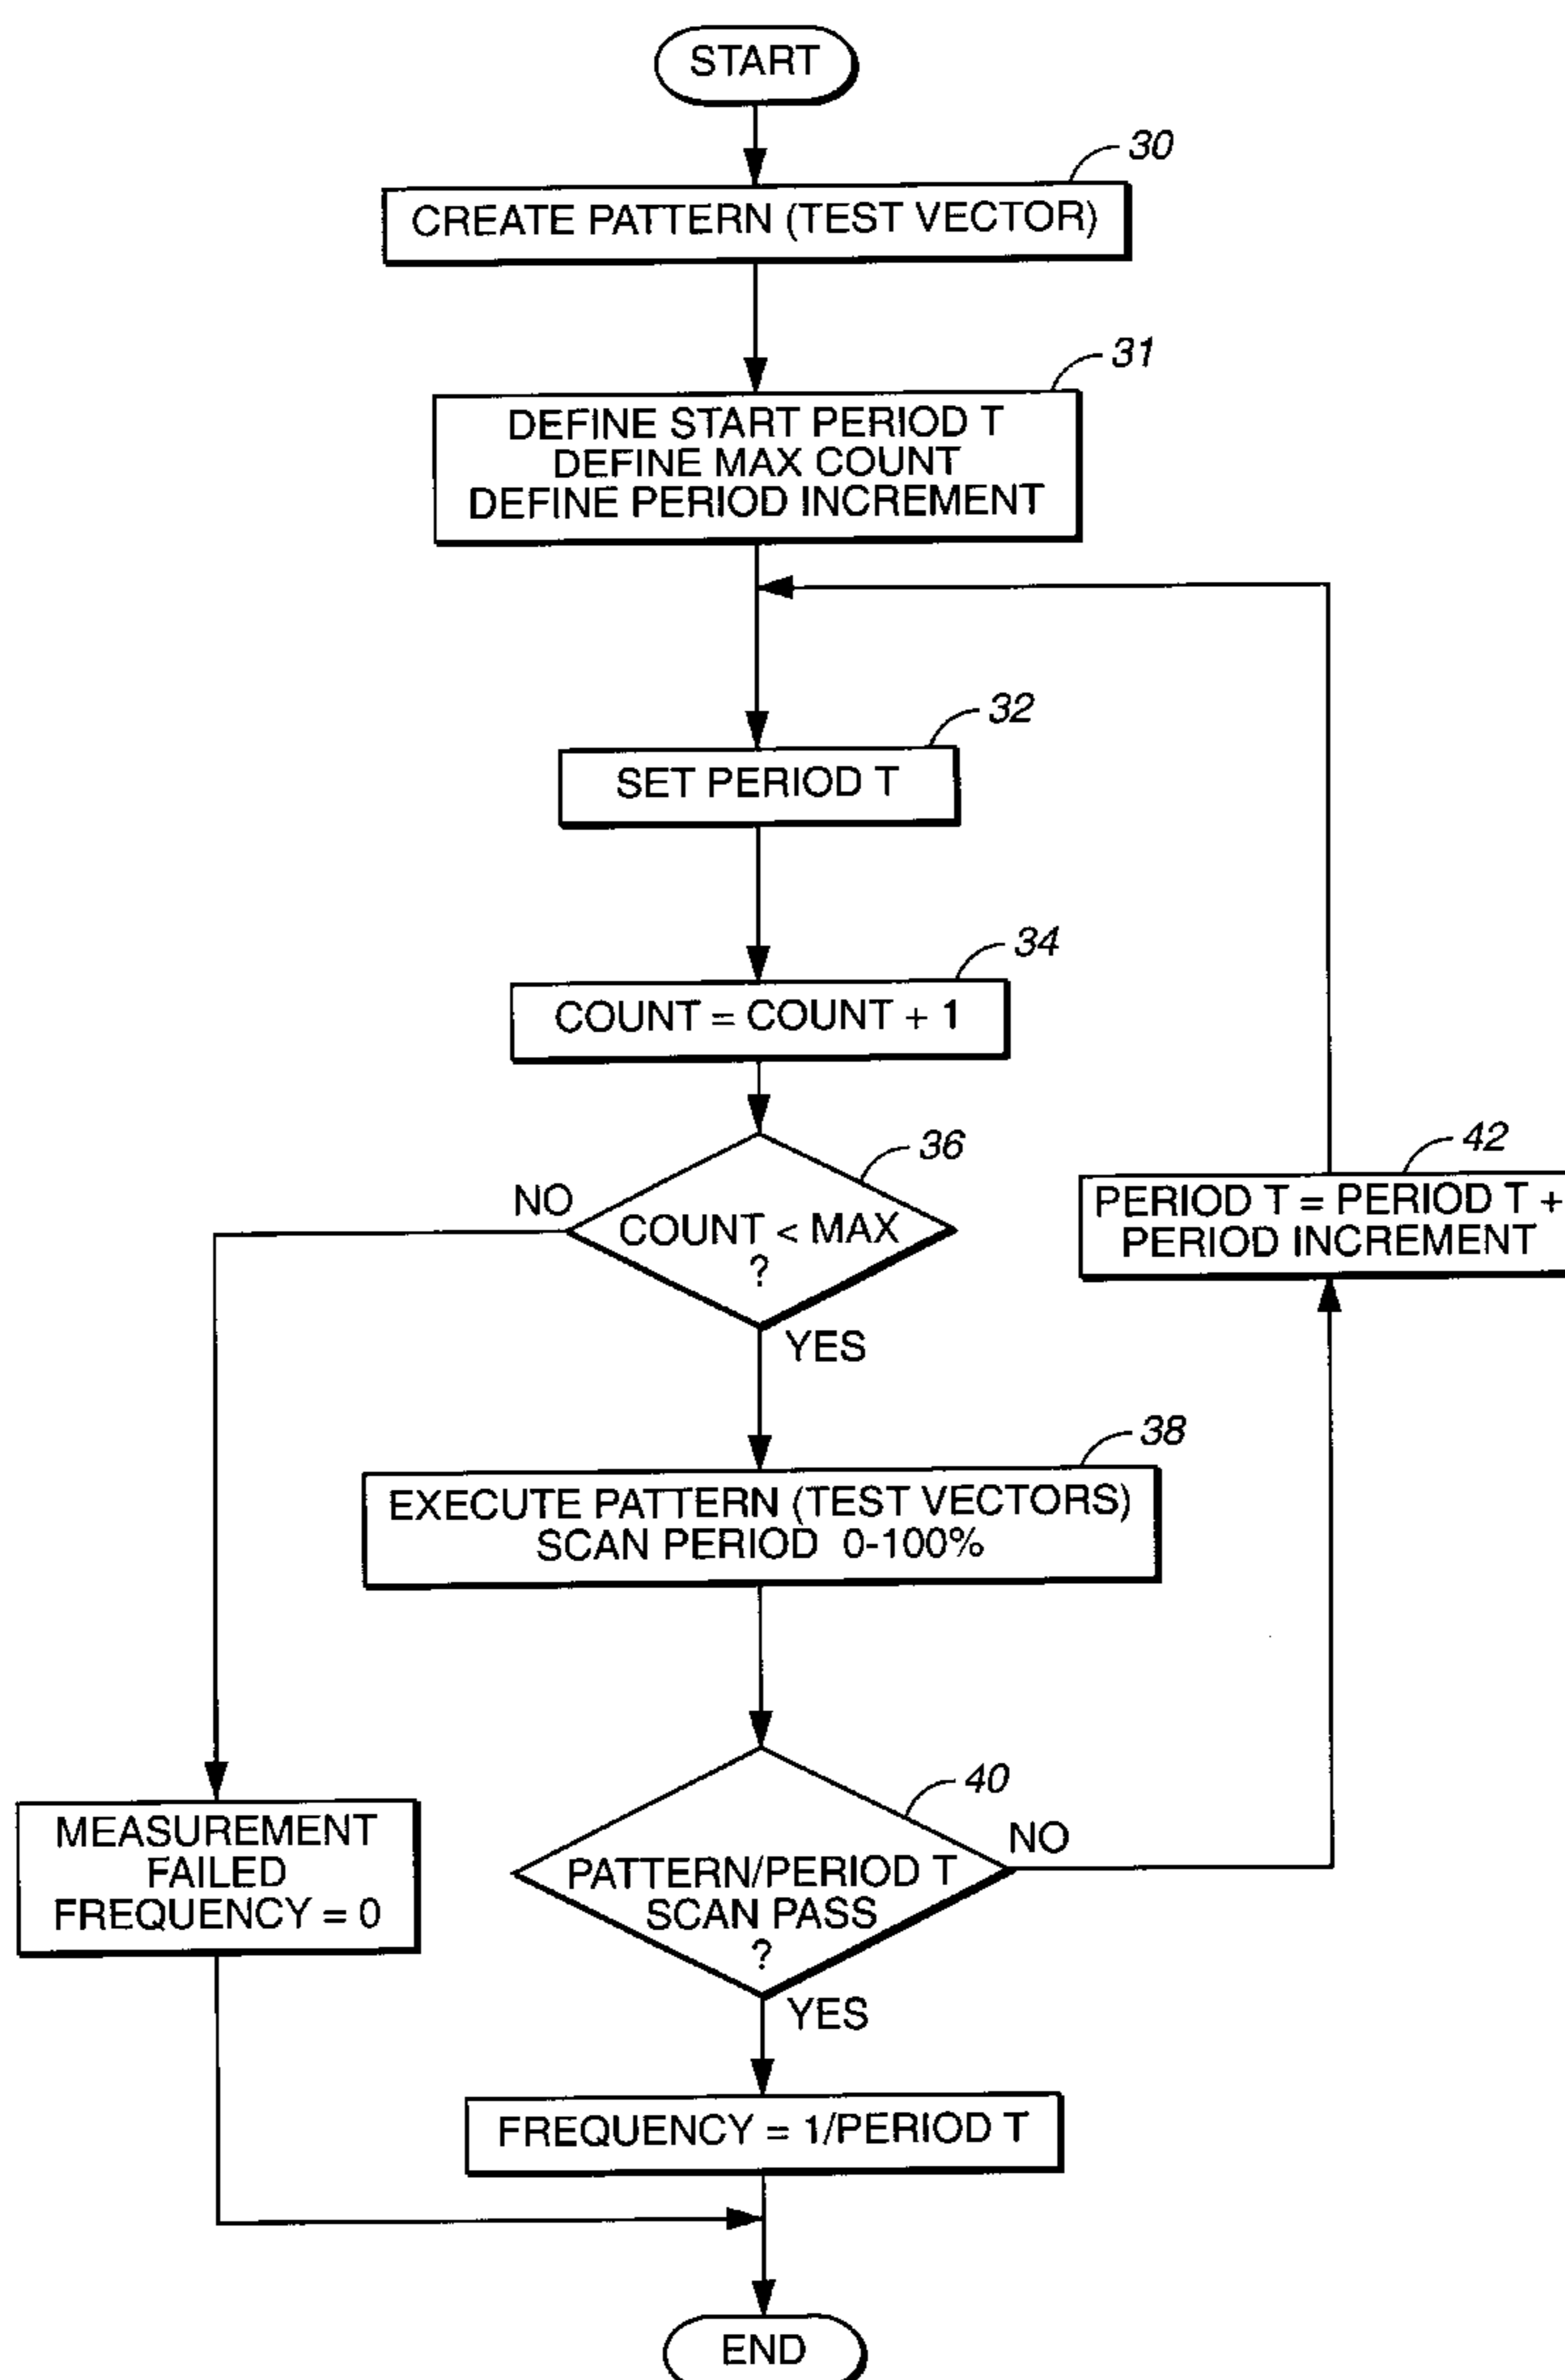 START
30
CREATE PATTERN (TEST VECTOR)
31
DEFINE START PERIOD T
DEFINE MAX COUNT
DEFINE PERIOD INCREMENT
32
SET PERIOD T
34
COUNT = COUNT + 1
36
NO
COUNT < MAX
?
YES
42
PERIOD T = PERIOD T +
PERIOD INCREMENT
38
EXECUTE PATTERN (TEST VECTORS)
SCAN PERIOD 0-100%
40
MEASUREMENT
FAILED
FREQUENCY = 0
NO
PATTERN/PERIOD T
SCAN PASS
?
YES
FREQUENCY = 1/PERIOD T
END